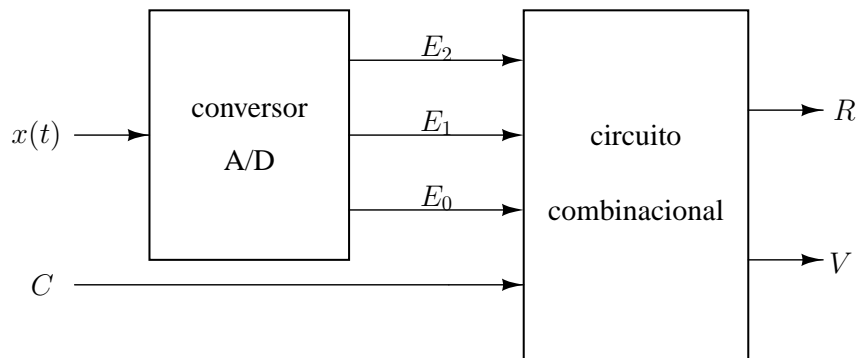 x(t)
conversor
A/D
E₂
E₁
E₀
C
circuito
combinacional
R
V